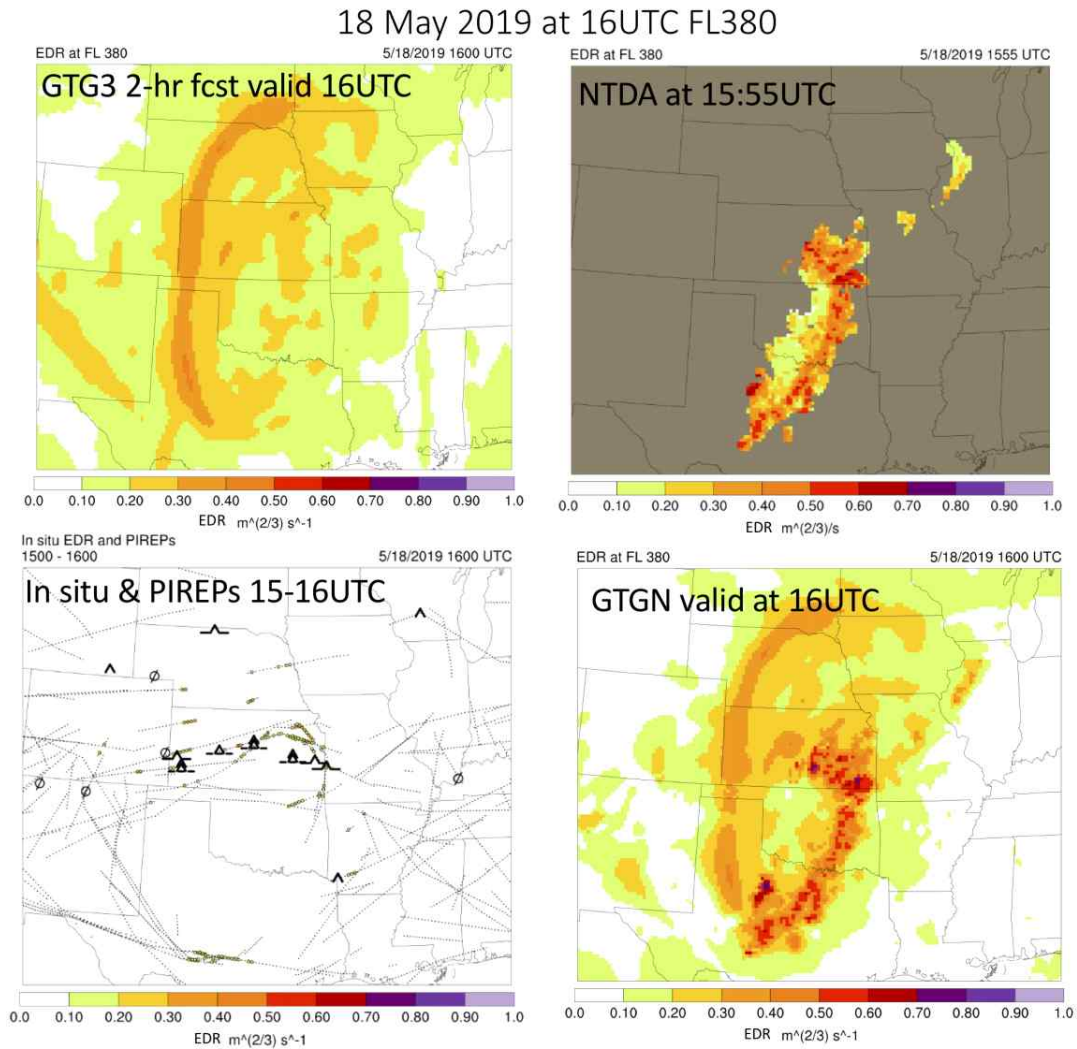 18 May 2019 at 16UTC FL380
EDR at FL 380 5/18/2019 1600 UTC
GTG3 2-hr fcst valid 16UTC
0.0 0.10 0.20 0.30 0.40 0.50 0.60 0.70 0.80 0.90 1.0
EDR m^(2/3) s^-1
EDR at FL 380 5/18/2019 1555 UTC
NTDA at 15:55UTC
0.0 0.10 0.20 0.30 0.40 0.50 0.60 0.70 0.80 0.90 1.0
EDR m^(2/3)/s
In situ EDR and PIREPs
1500 - 1600 5/18/2019 1600 UTC
In situ & PIREPs 15-16UTC
0.0 0.10 0.20 0.30 0.40 0.50 0.60 0.70 0.80 0.90 1.0
EDR m^(2/3) s^-1
EDR at FL 380 5/18/2019 1600 UTC
GTGN valid at 16UTC
0.0 0.10 0.20 0.30 0.40 0.50 0.60 0.70 0.80 0.90 1.0
EDR m^(2/3) s^-1